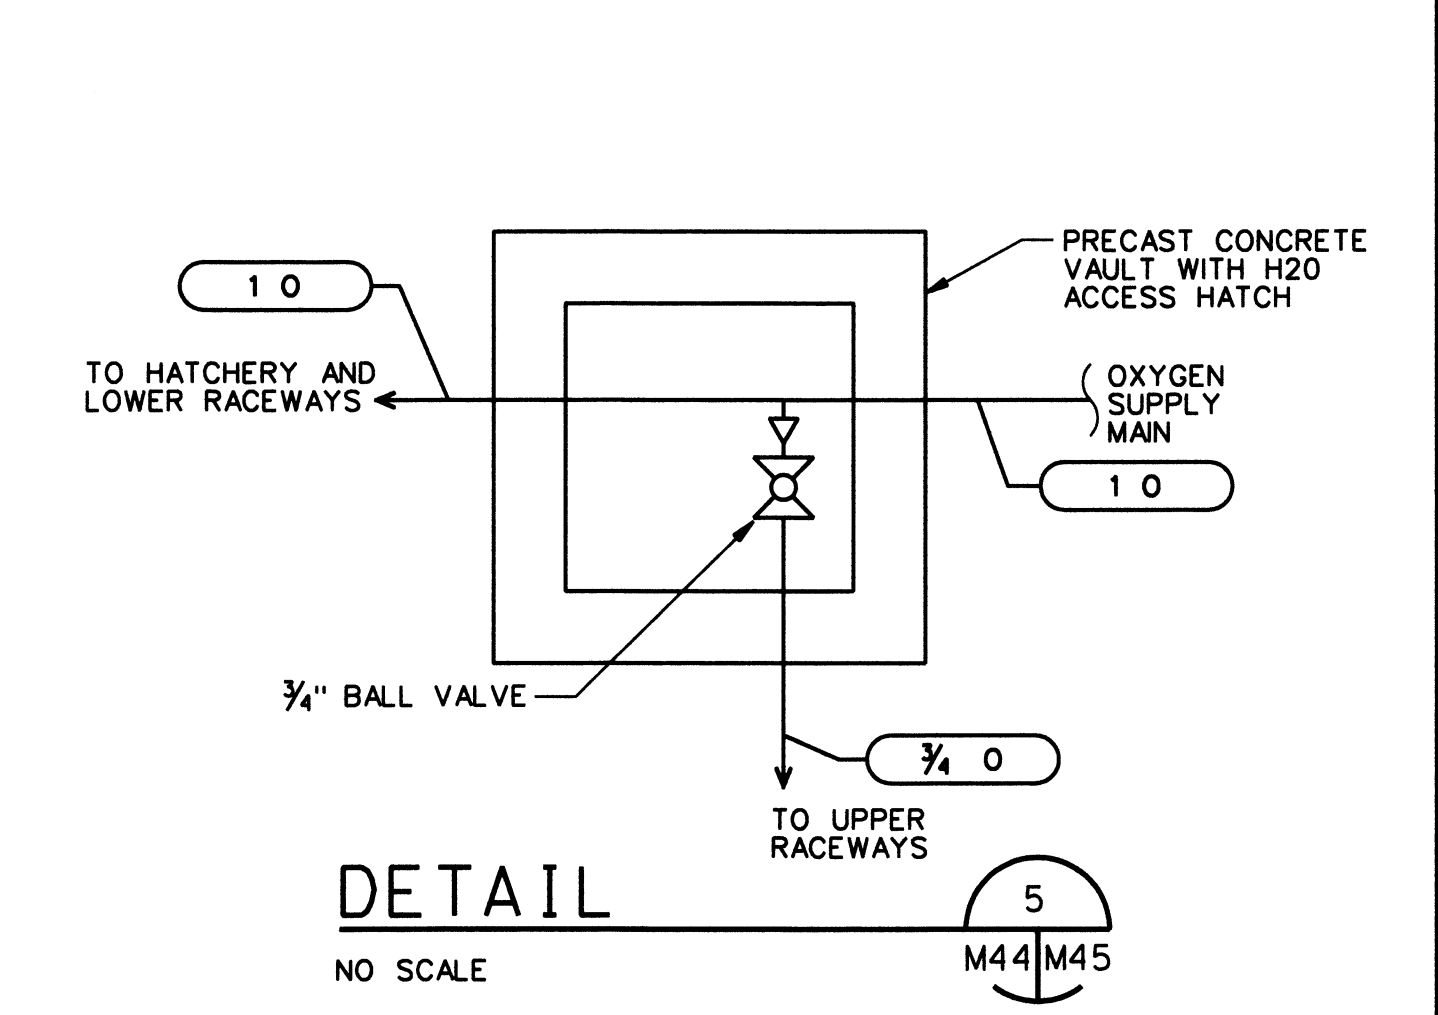 PRECAST CONCRETE
VAULT WITH H20
ACCESS HATCH
1 O
TO HATCHERY AND
LOWER RACEWAYS
OXYGEN
SUPPLY
MAIN
1 O
3/4" BALL VALVE
3/4 O
TO UPPER
RACEWAYS
DETAIL
5
M44 M45
NO SCALE